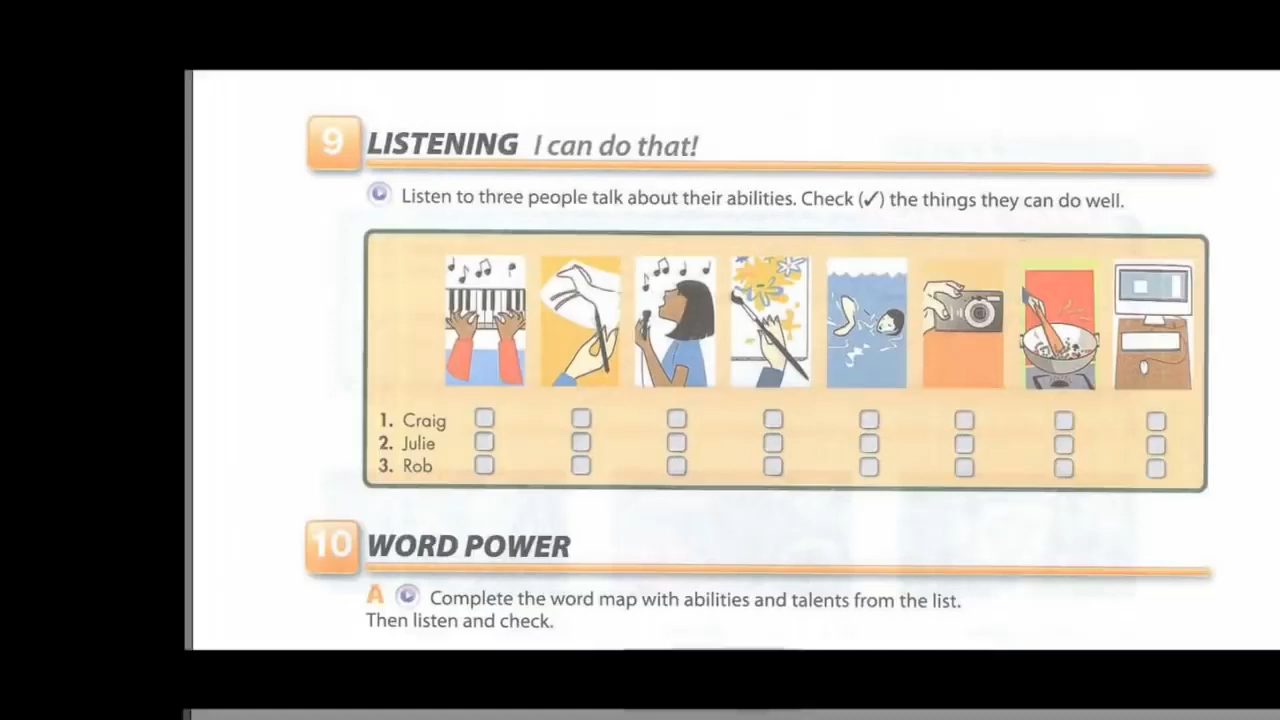 9 LISTENING I can do that!
Listen to three people talk about their abilities. Check (✓) the things they can do well.
1. Craig
2. Julie
3. Rob
10 WORD POWER
A Complete the word map with abilities and talents from the list.
Then listen and check.